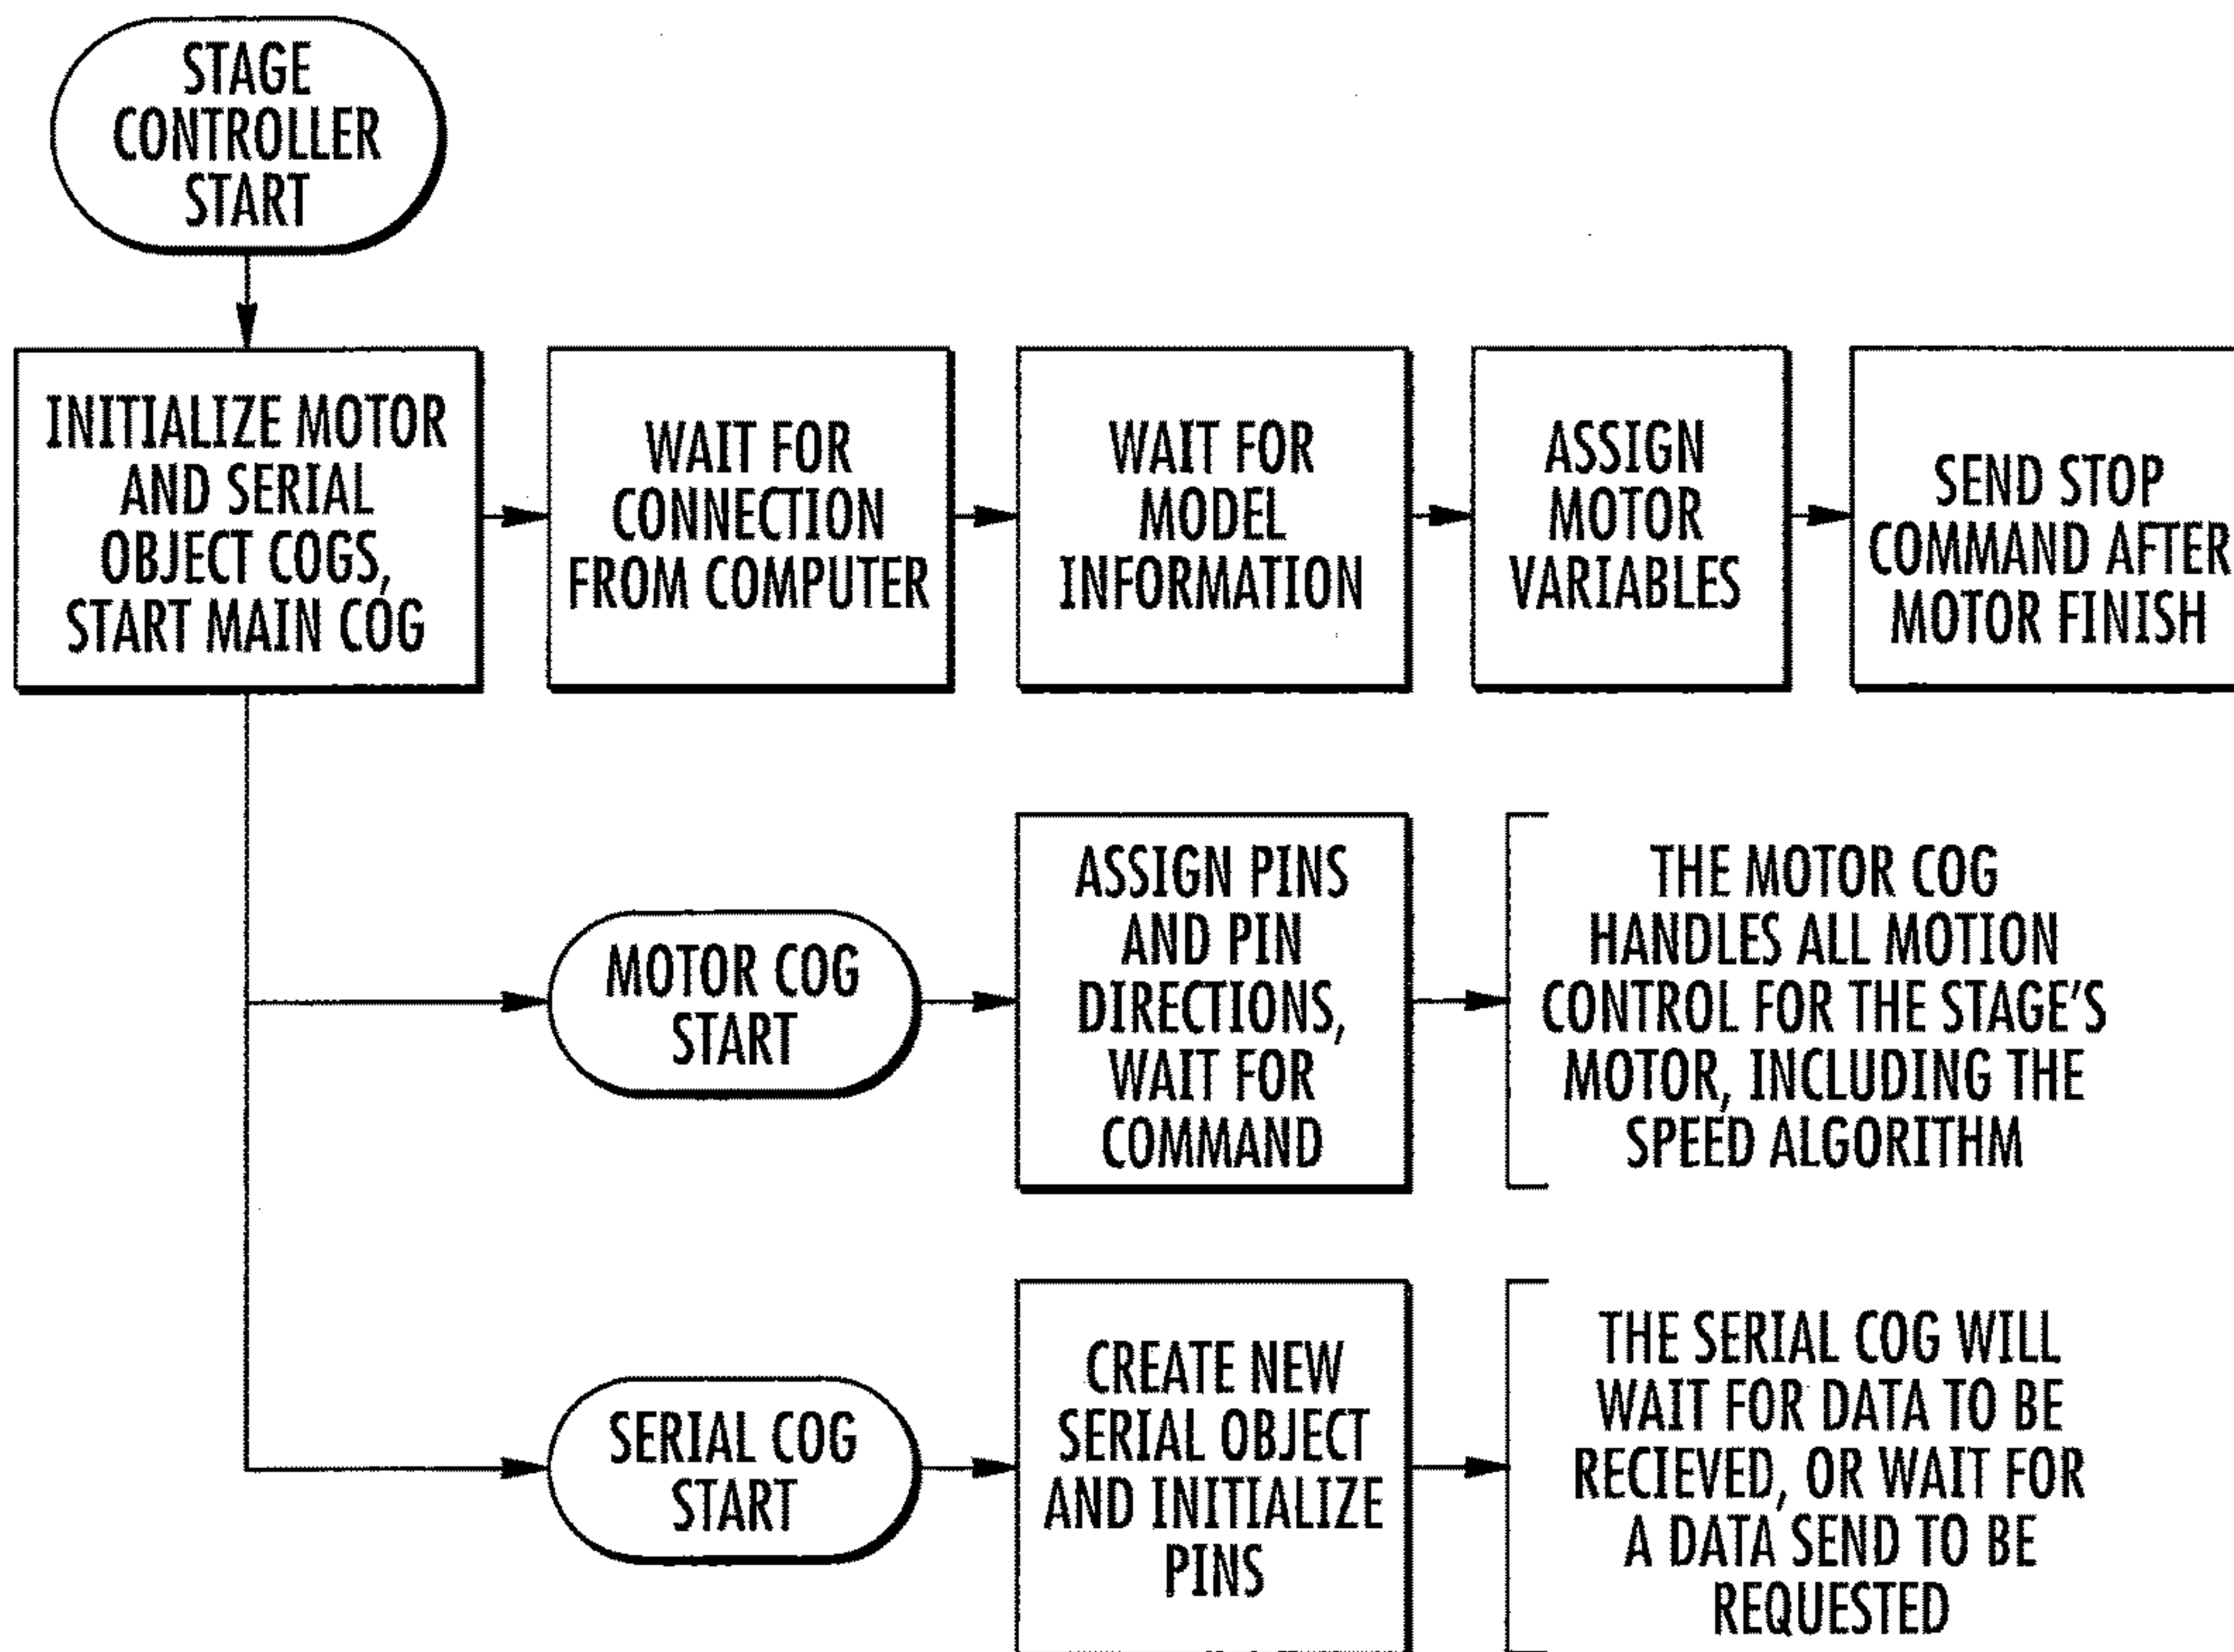 STAGE
CONTROLLER
START
INITIALIZE MOTOR
AND SERIAL
OBJECT COGS,
START MAIN COG
WAIT FOR
CONNECTION
FROM COMPUTER
WAIT FOR
MODEL
INFORMATION
ASSIGN
MOTOR
VARIABLES
SEND STOP
COMMAND AFTER
MOTOR FINISH
MOTOR COG
START
ASSIGN PINS
AND PIN
DIRECTIONS,
WAIT FOR
COMMAND
THE MOTOR COG
HANDLES ALL MOTION
CONTROL FOR THE STAGE'S
MOTOR, INCLUDING THE
SPEED ALGORITHM
SERIAL COG
START
CREATE NEW
SERIAL OBJECT
AND INITIALIZE
PINS
THE SERIAL COG WILL
WAIT FOR DATA TO BE
RECIEVED, OR WAIT FOR
A DATA SEND TO BE
REQUESTED